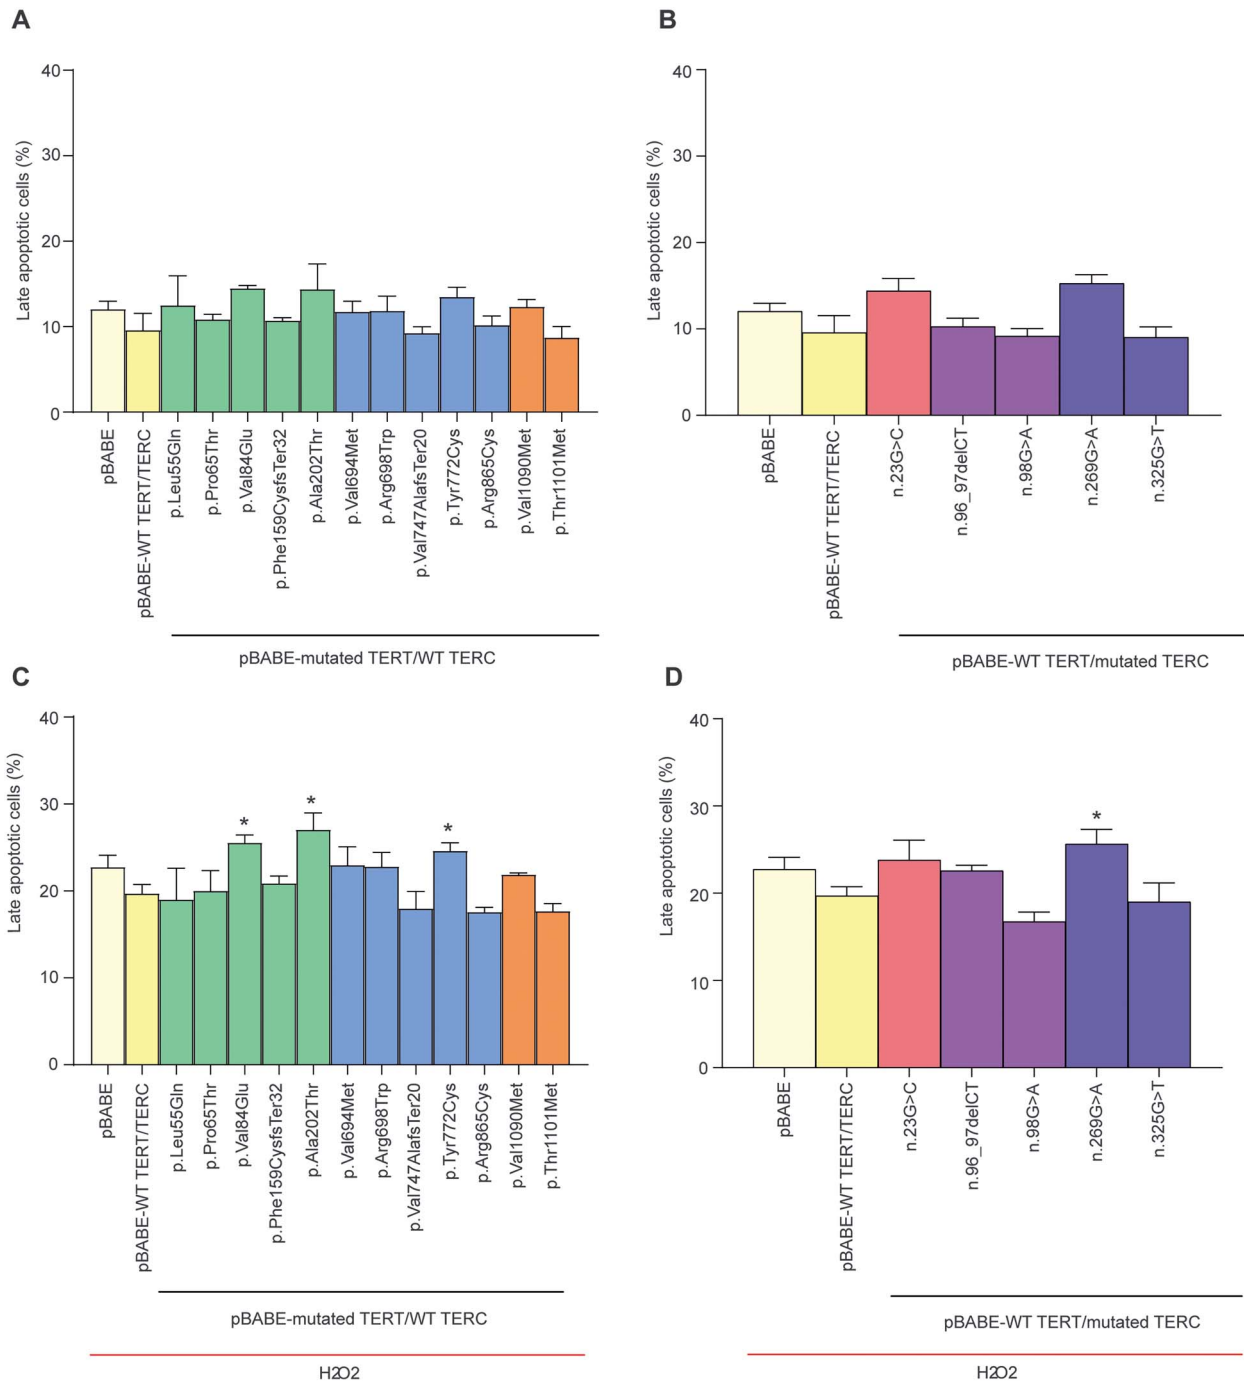 A
Late apoptotic cells (%)
40
30
20
10
0
pBABE
pBABE-WT TERT/TERC
p.Leu55Gln
p.Pro65Thr
p.Val84Glu
p.Phe159CysfsTer32
p.Ala202Thr
p.Val694Met
p.Arg698Trp
p.Val747AlafsTer20
p.Tyr772Cys
p.Arg865Cys
p.Val1090Met
p.Thr1101Met
pBABE-mutated TERT/WT TERC
B
Late apoptotic cells (%)
40
30
20
10
0
pBABE
pBABE-WT TERT/TERC
n.23G>C
n.96_97delCT
n.98G>A
n.269G>A
n.325G>T
pBABE-WT TERT/mutated TERC
C
Late apoptotic cells (%)
40
30
20
10
0
*
*
*
pBABE
pBABE-WT TERT/TERC
p.Leu55Gln
p.Pro65Thr
p.Val84Glu
p.Phe159CysfsTer32
p.Ala202Thr
p.Val694Met
p.Arg698Trp
p.Val747AlafsTer20
p.Tyr772Cys
p.Arg865Cys
p.Val1090Met
p.Thr1101Met
pBABE-mutated TERT/WT TERC
H2O2
D
Late apoptotic cells (%)
40
30
20
10
0
*
pBABE
pBABE-WT TERT/TERC
n.23G>C
n.96_97delCT
n.98G>A
n.269G>A
n.325G>T
pBABE-WT TERT/mutated TERC
H2O2